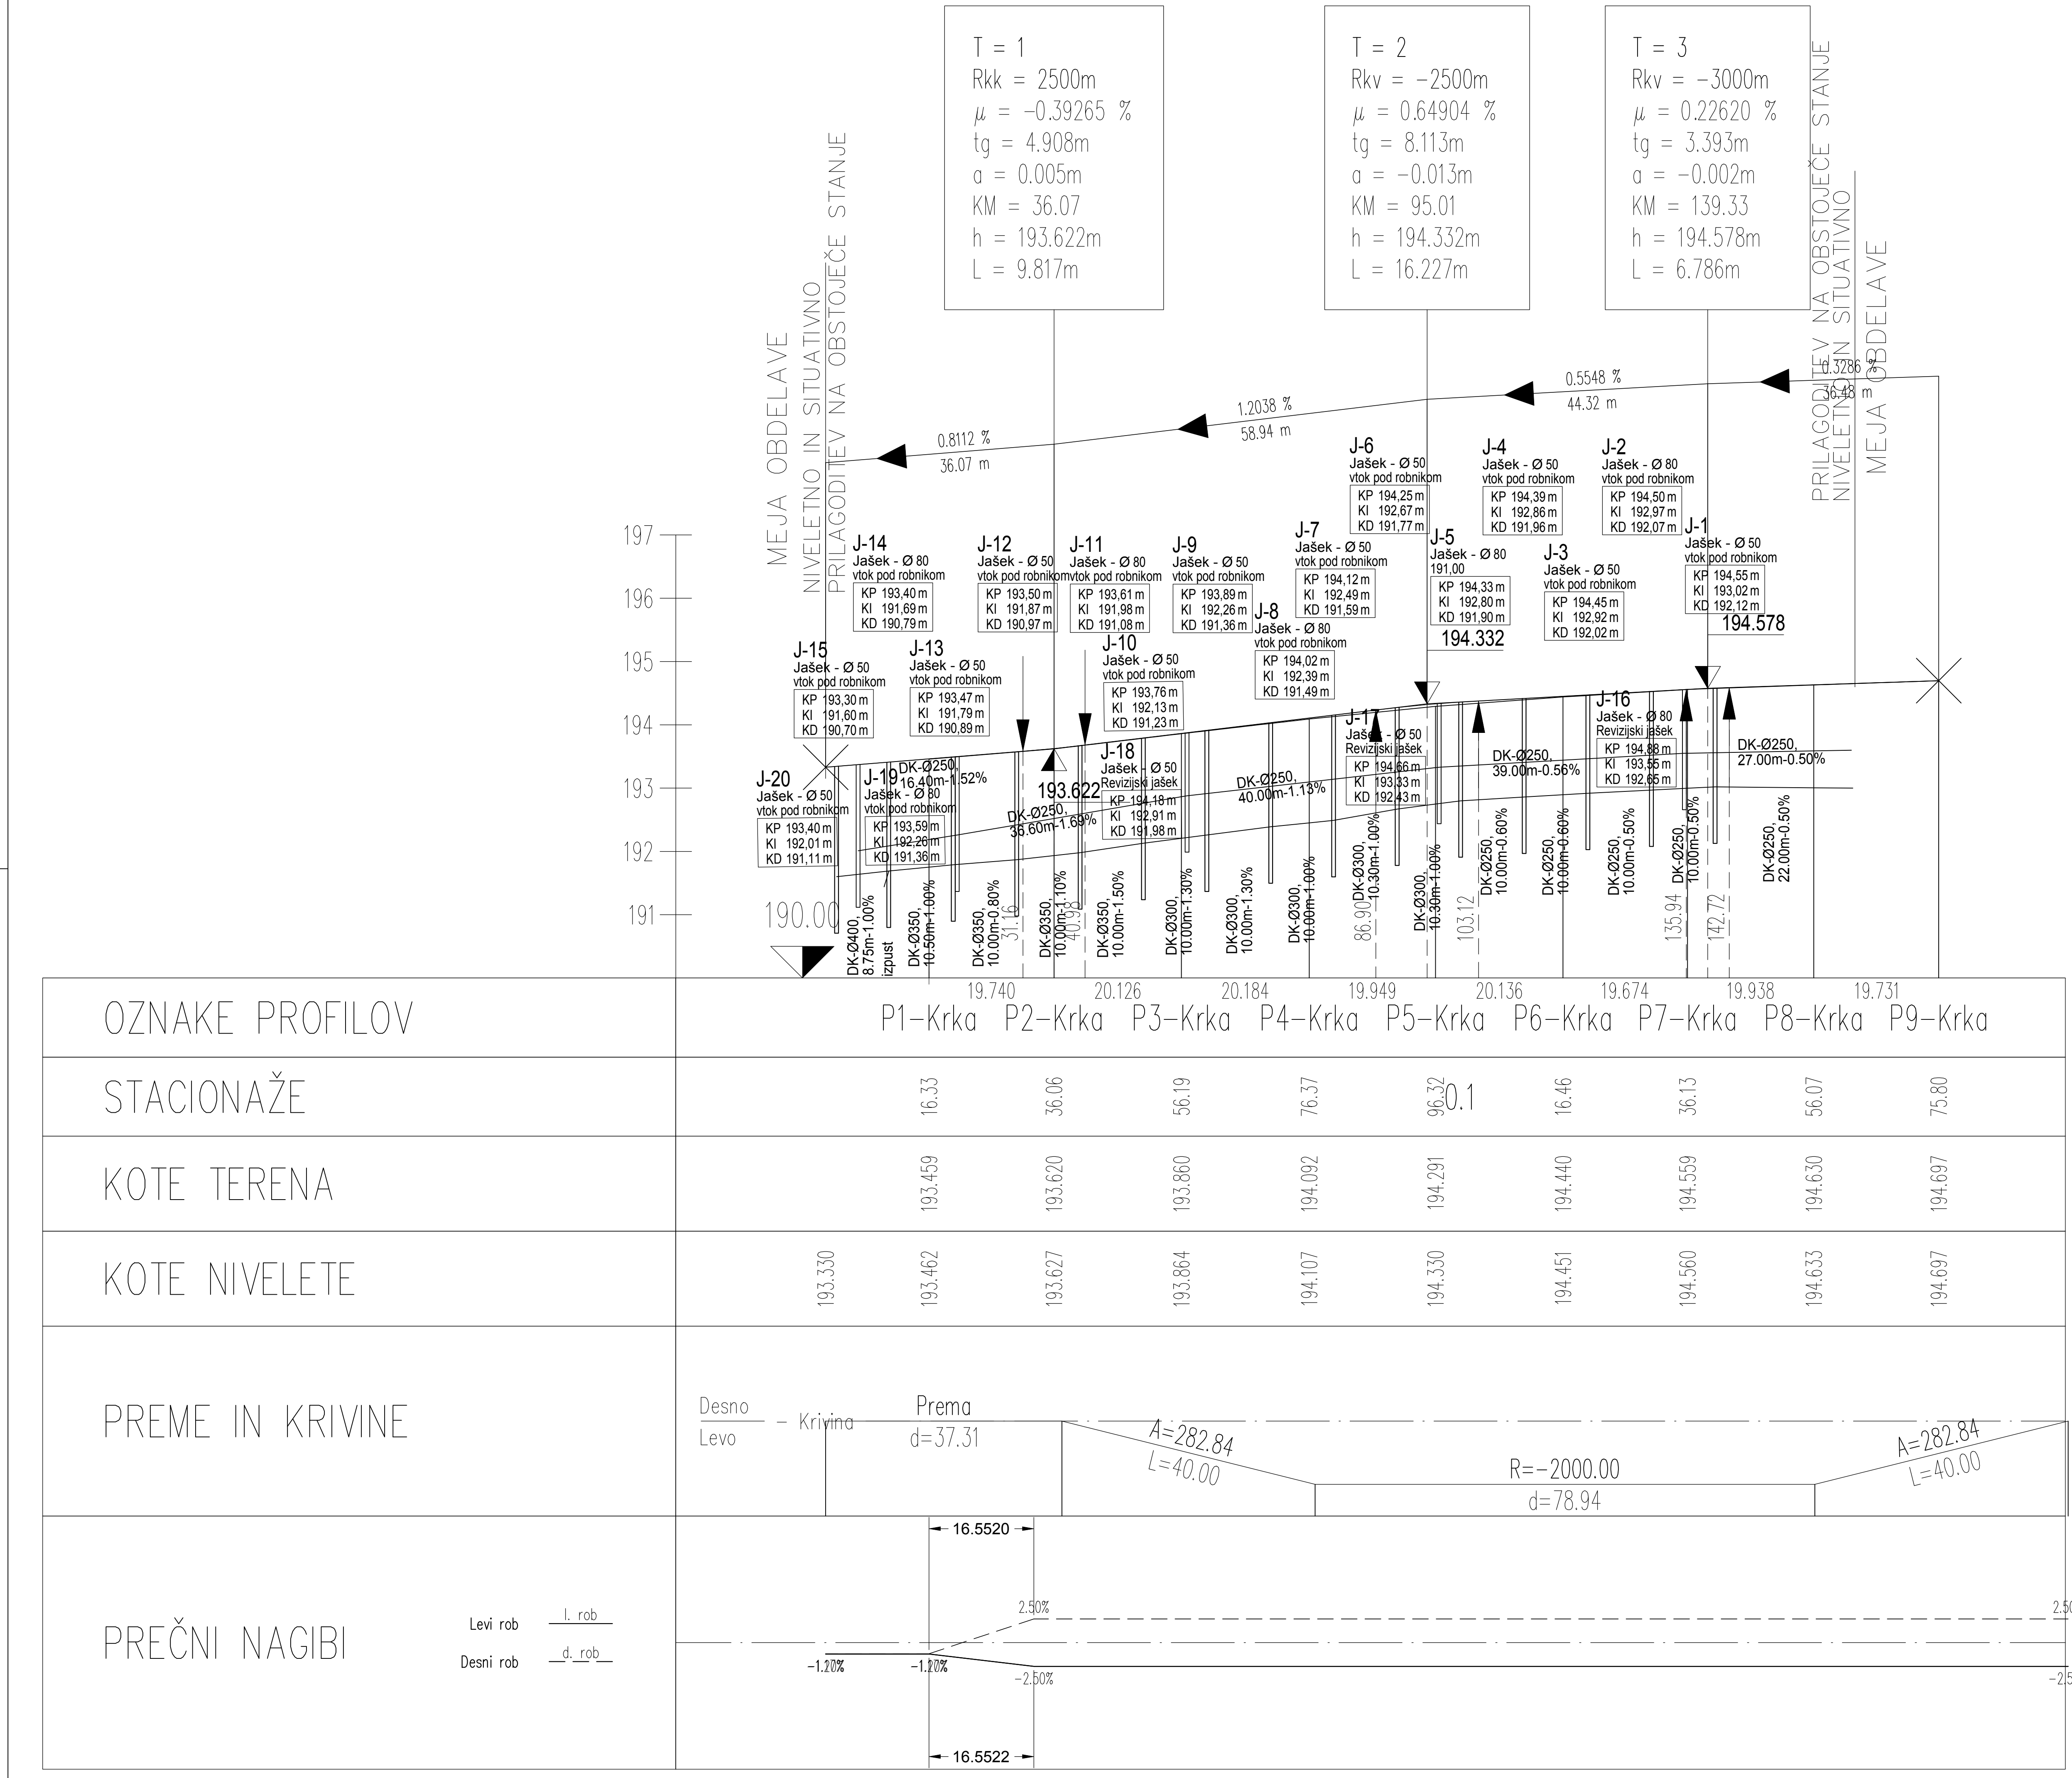 T = 1
Rkk = 2500m
μ = -0.39265 %
tg = 4.908m
a = 0.005m
KM = 36.07
h = 193.622m
L = 9.817m
T = 2
Rkv = -2500m
μ = 0.64904 %
tg = 8.113m
a = -0.013m
KM = 95.01
h = 194.332m
L = 16.227m
T = 3
Rkv = -3000m
μ = 0.22620 %
tg = 3.393m
a = -0.002m
KM = 139.33
h = 194.578m
L = 6.786m
MEJA OBDELAVE
NIVELETNO IN SITUATIVNO
PRILAGODITEV NA OBSTOJEČE STANJE
PRILAGODITEV NA OBSTOJEČE STANJE
NIVELETNO IN SITUATIVNO
MEJA OBDELAVE
0.8112 %
36.07 m
1.2038 %
58.94 m
0.5548 %
44.32 m
0.3286 %
36.48 m
197
196
195
194
193
192
191
190.00
J-15
Jašek - Ø 50
vtok pod robnikom
KP 193,30 m
KI 191,60 m
KD 190,70 m
J-14
Jašek - Ø 80
vtok pod robnikom
KP 193,40 m
KI 191,69 m
KD 190,79 m
J-13
Jašek - Ø 50
vtok pod robnikom
KP 193,47 m
KI 191,79 m
KD 190,89 m
J-12
Jašek - Ø 50
vtok pod robnikom
KP 193,50 m
KI 191,87 m
KD 190,97 m
J-11
Jašek - Ø 80
vtok pod robnikom
KP 193,61 m
KI 191,98 m
KD 191,08 m
J-10
Jašek - Ø 50
vtok pod robnikom
KP 193,76 m
KI 192,13 m
KD 191,23 m
J-9
Jašek - Ø 50
vtok pod robnikom
KP 193,89 m
KI 192,26 m
KD 191,36 m
J-8
Jašek - Ø 80
vtok pod robnikom
KP 194,02 m
KI 192,39 m
KD 191,49 m
J-7
Jašek - Ø 50
vtok pod robnikom
KP 194,12 m
KI 192,49 m
KD 191,59 m
J-6
Jašek - Ø 50
vtok pod robnikom
KP 194,25 m
KI 192,67 m
KD 191,77 m
J-5
Jašek - Ø 80
191,00
KP 194,33 m
KI 192,80 m
KD 191,90 m
194.332
J-4
Jašek - Ø 50
vtok pod robnikom
KP 194,39 m
KI 192,86 m
KD 191,96 m
J-3
Jašek - Ø 50
vtok pod robnikom
KP 194,45 m
KI 192,92 m
KD 192,02 m
J-2
Jašek - Ø 80
vtok pod robnikom
KP 194,50 m
KI 192,97 m
KD 192,07 m
J-1
Jašek - Ø 50
vtok pod robnikom
KP 194,55 m
KI 193,02 m
KD 192,12 m
194.578
J-20
Jašek - Ø 50
vtok pod robnikom
KP 193,40 m
KI 192,01 m
KD 191,11 m
J-19
Jašek - Ø 80
vtok pod robnikom
KP 193,59 m
KI 192,26 m
KD 191,36 m
J-18
Jašek - Ø 50
Revizijski jašek
KP 194,18 m
KI 192,91 m
KD 191,98 m
J-17
Jašek - Ø 50
Revizijski jašek
KP 194,66 m
KI 193,33 m
KD 192,43 m
J-16
Jašek - Ø 80
Revizijski jašek
KP 194,88 m
KI 193,55 m
KD 192,65 m
193.622
DK-Ø250,
16.40m-1.52%
DK-Ø250,
36.60m-1.69%
DK-Ø250,
40.00m-1.13%
DK-Ø250,
39.00m-0.56%
DK-Ø250,
27.00m-0.50%
DK-Ø400,
8.75m-1.00%
izpust
DK-Ø350,
10.50m-1.00%
DK-Ø350,
10.00m-0.80%
31.16
DK-Ø350,
10.00m-1.10%
40.98
DK-Ø350,
10.00m-1.50%
DK-Ø300,
10.00m-1.30%
DK-Ø300,
10.00m-1.30%
DK-Ø300,
10.00m-1.00%
86.90
DK-Ø300,
10.30m-1.00%
DK-Ø300,
10.30m-1.00%
103.12
DK-Ø250,
10.00m-0.60%
DK-Ø250,
10.00m-0.60%
DK-Ø250,
10.00m-0.50%
135.94
DK-Ø250,
10.00m-0.50%
142.72
DK-Ø250,
22.00m-0.50%
19.740 20.126 20.184 19.949 20.136 19.674 19.938 19.731
OZNAKE PROFILOV P1-Krka P2-Krka P3-Krka P4-Krka P5-Krka P6-Krka P7-Krka P8-Krka P9-Krka
STACIONAŽE 16.33 36.06 56.19 76.37 96.32 0.1 16.46 36.13 56.07 75.80
KOTE TERENA 193.459 193.620 193.860 194.092 194.291 194.440 194.559 194.630 194.697
KOTE NIVELETE 193.330 193.462 193.627 193.864 194.107 194.330 194.451 194.560 194.633 194.697
PREME IN KRIVINE
Desno
Levo
- Krivina
Prema
d=37.31
A=282.84
L=40.00
R=-2000.00
d=78.94
A=282.84
L=40.00
PREČNI NAGIBI
Levi rob l. rob
Desni rob d. rob
16.5520
2.50%
-2.50%
16.5522